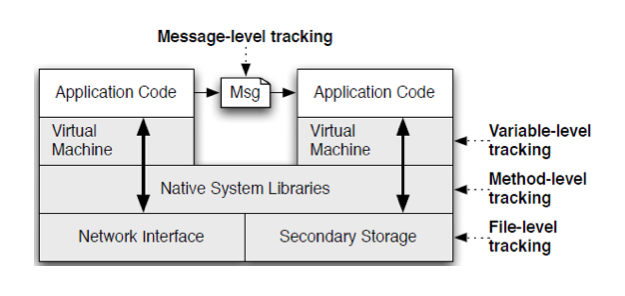 Message-level tracking
Application Code
Msg
Application Code
Virtual
Machine
Virtual
Machine
Variable-level
tracking
Native System Libraries
Method-level
tracking
Network Interface
Secondary Storage
File-level
tracking